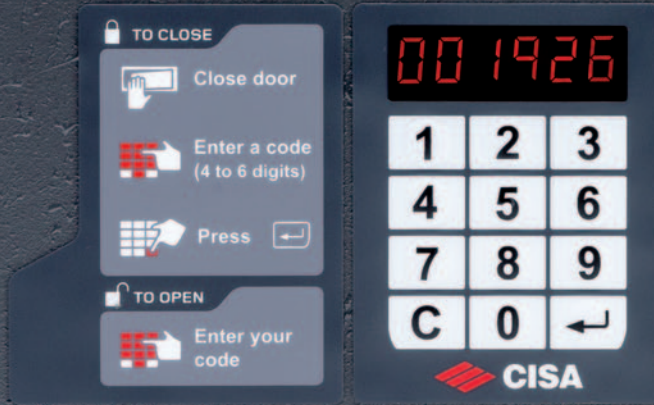 TO CLOSE
Close door
Enter a code
(4 to 6 digits)
Press
TO OPEN
Enter your
code
001926
1 2 3
4 5 6
7 8 9
C 0
CISA